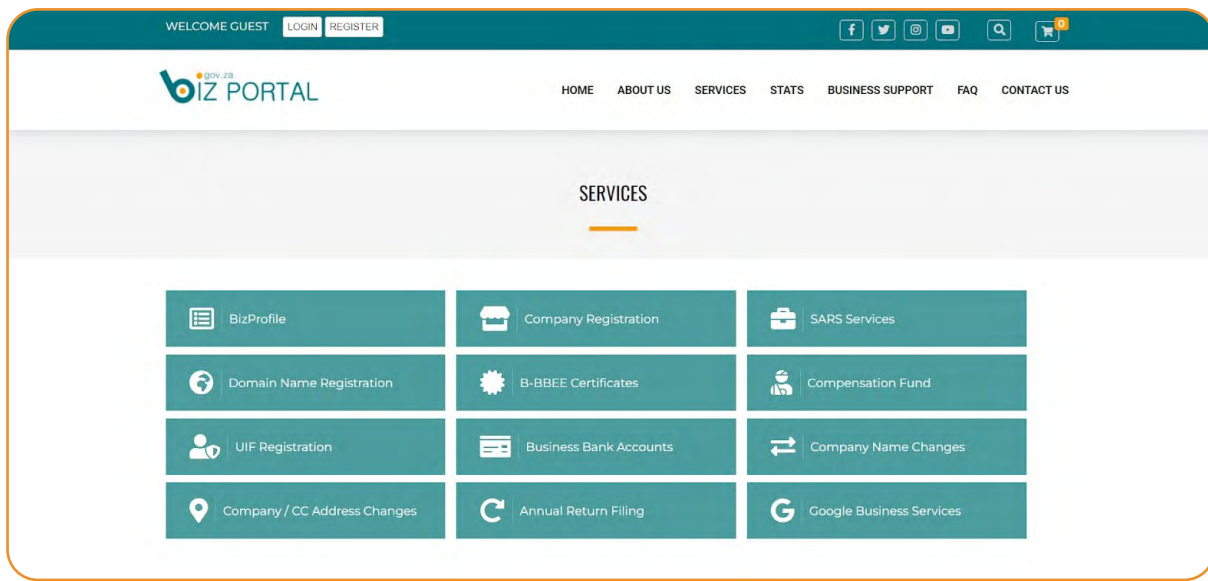 WELCOME GUEST LOGIN REGISTER
0
gov.za
biz PORTAL
HOME ABOUT US SERVICES STATS BUSINESS SUPPORT FAQ CONTACT US
SERVICES
BizProfile Company Registration SARS Services
Domain Name Registration B-BBEE Certificates Compensation Fund
UIF Registration Business Bank Accounts Company Name Changes
Company / CC Address Changes Annual Return Filing Google Business Services